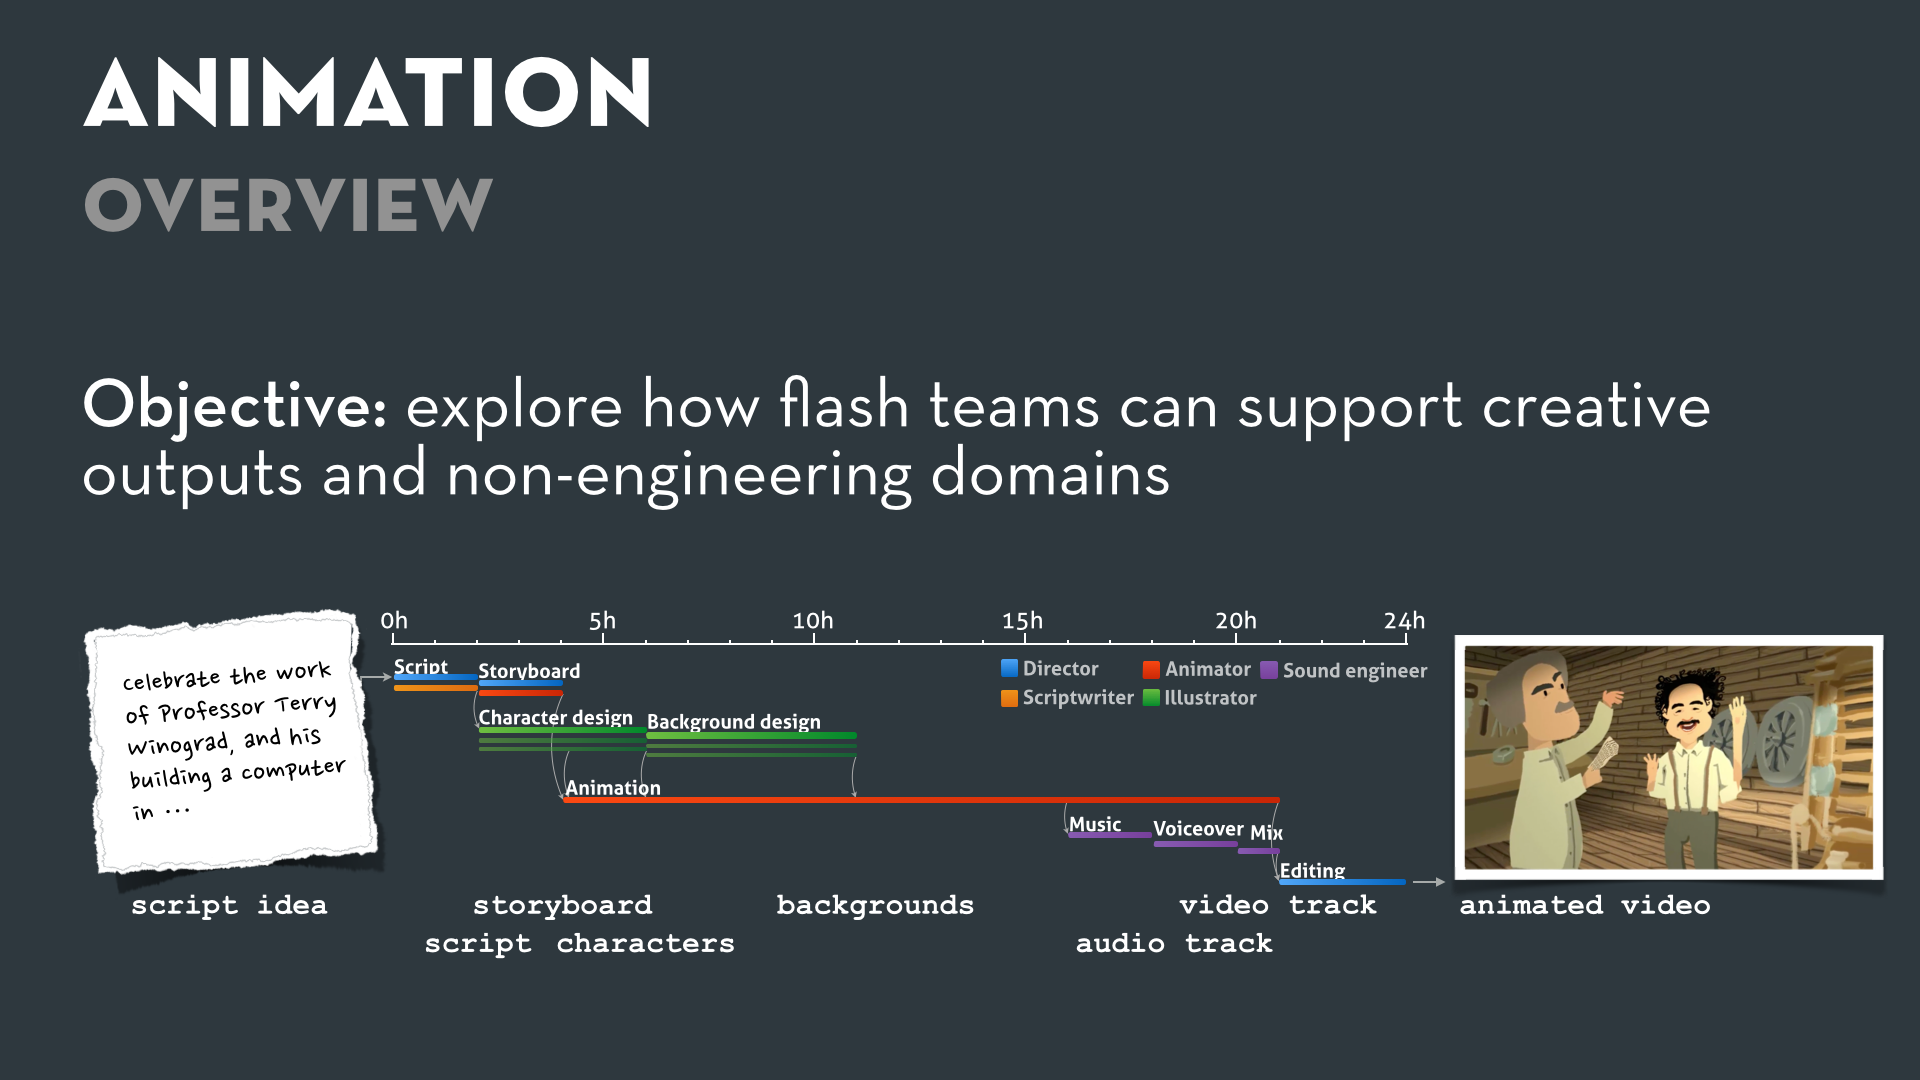 ANIMATION
OVERVIEW
Objective: explore how flash teams can support creative
outputs and non-engineering domains
celebrate the work
of Professor Terry
Winograd, and his
building a computer
in ...
0h 5h 10h 15h 20h 24h
Script Storyboard
Director Animator Sound engineer
Scriptwriter Illustrator
Character design Background design
Animation
Music Voiceover Mix
Editing
script idea storyboard backgrounds video track animated video
script characters audio track